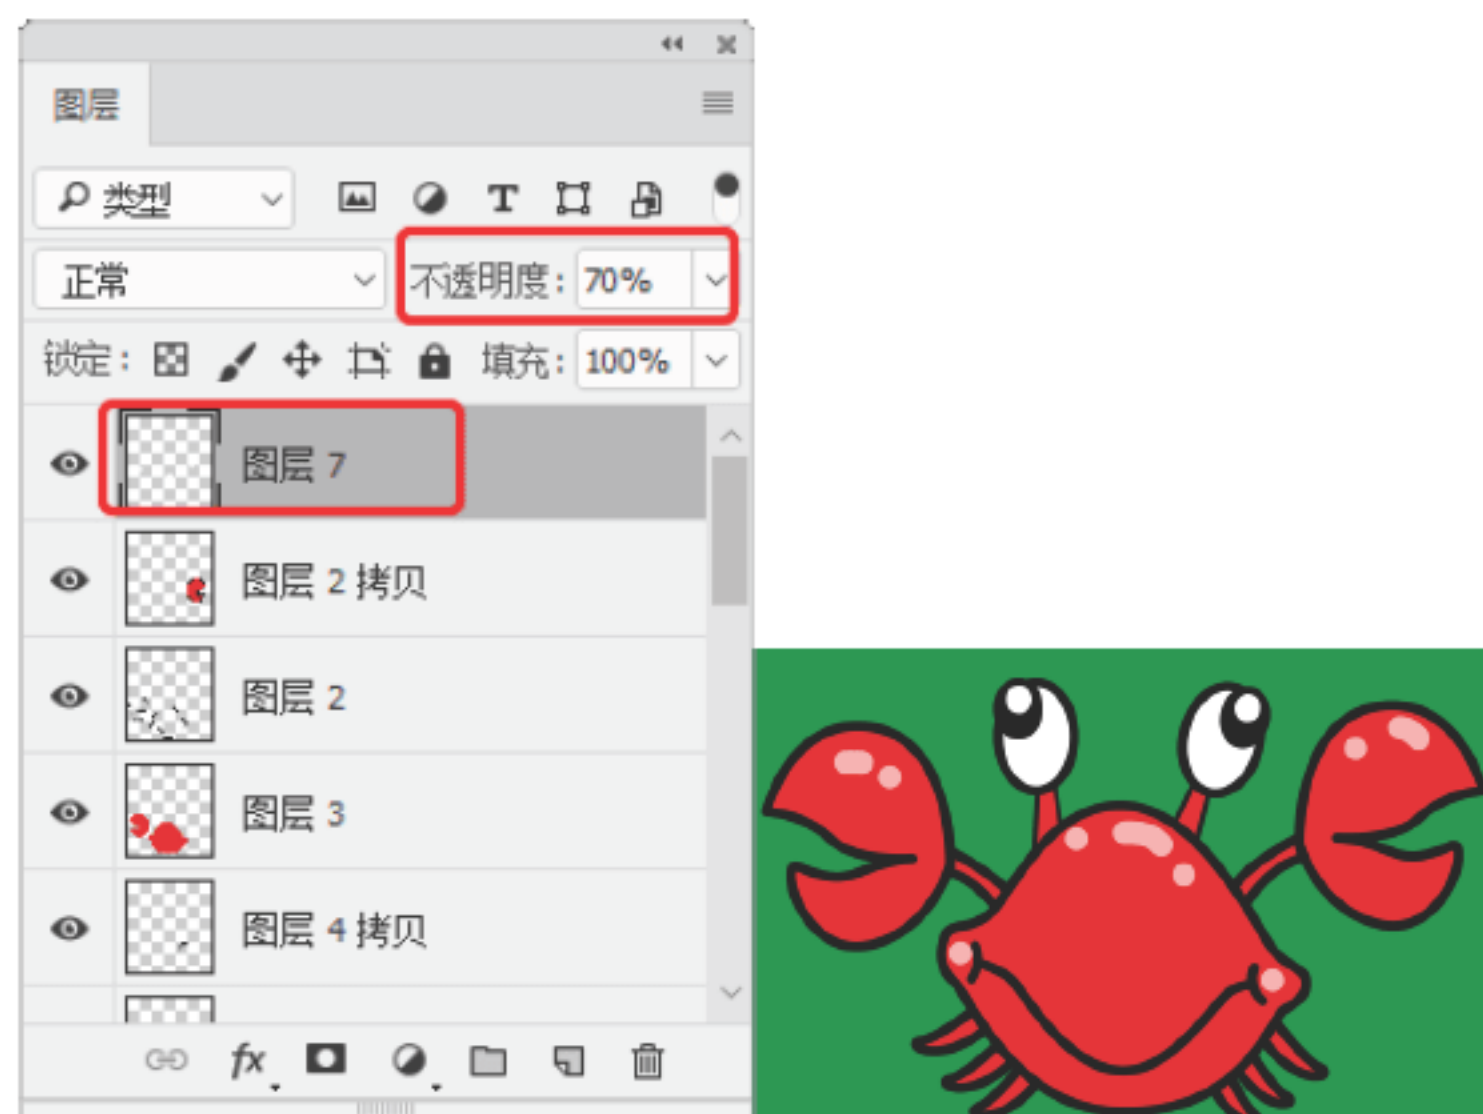 图层
类型
正常 不透明度: 70%
锁定: 填充: 100%
图层 7
图层 2 拷贝
图层 2
图层 3
图层 4 拷贝
fx